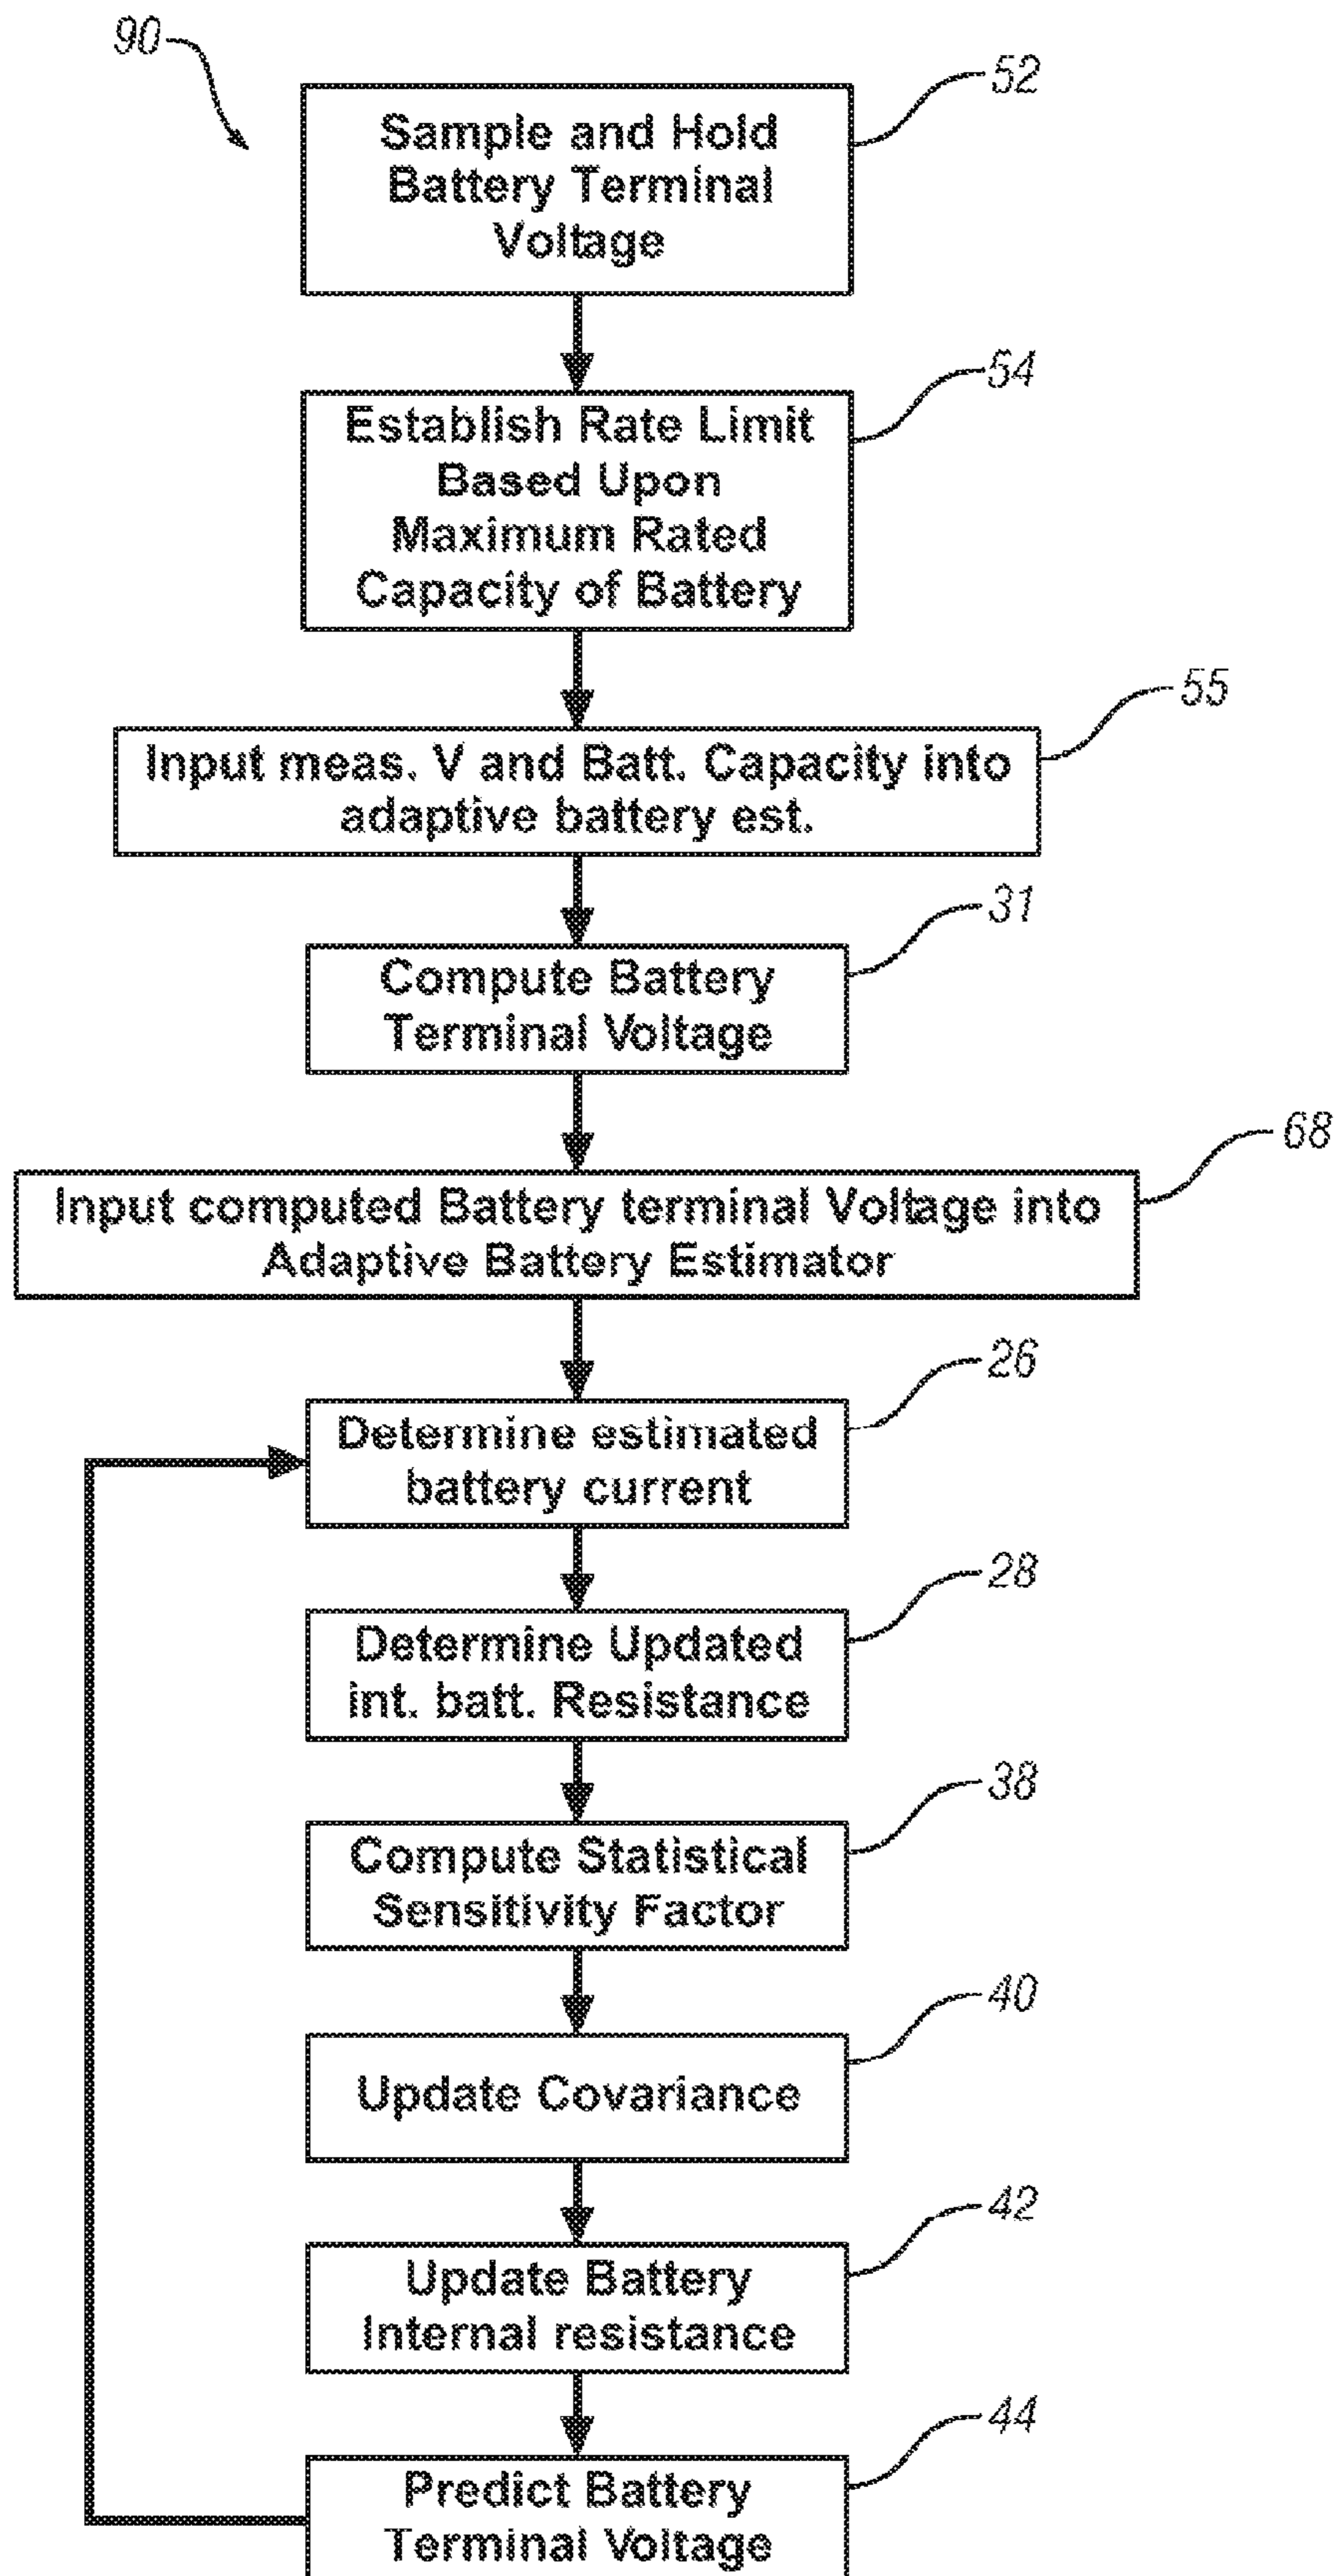 90
52
Sample and Hold
Battery Terminal
Voltage
54
Establish Rate Limit
Based Upon
Maximum Rated
Capacity of Battery
55
Input meas. V and Batt. Capacity into
adaptive battery est.
31
Compute Battery
Terminal Voltage
68
Input computed Battery terminal Voltage into
Adaptive Battery Estimator
26
Determine estimated
battery current
28
Determine Updated
int. batt. Resistance
38
Compute Statistical
Sensitivity Factor
40
Update Covariance
42
Update Battery
Internal resistance
44
Predict Battery
Terminal Voltage